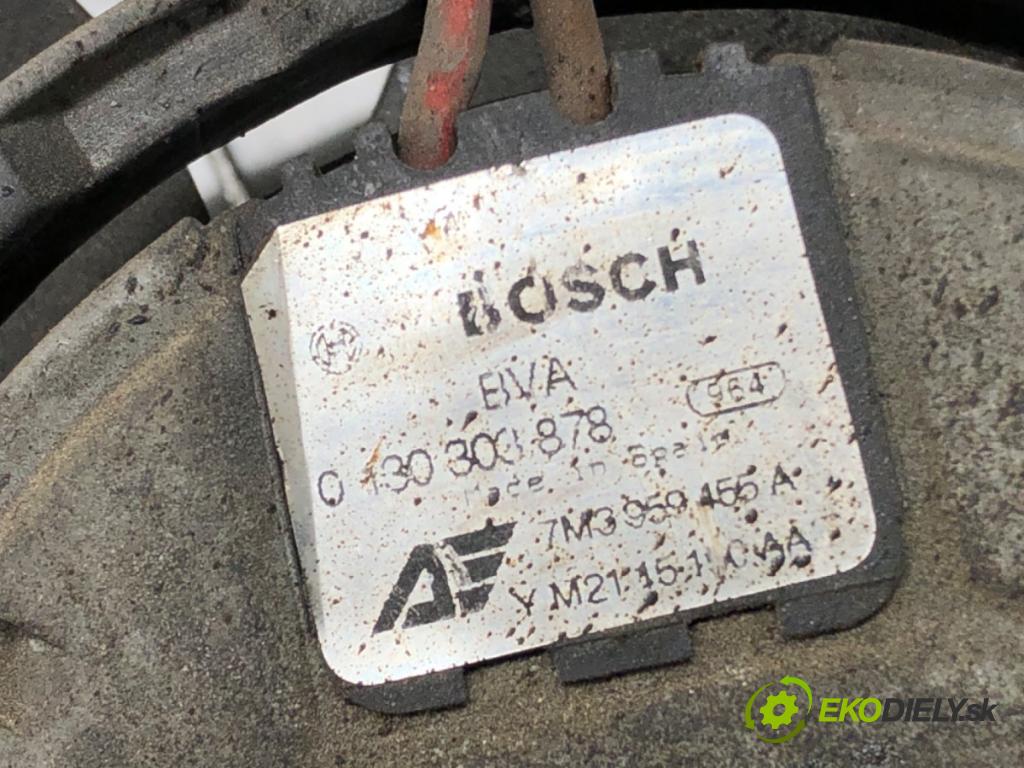 BOSCH
BVA
964
0 130 303 878
Made in Spain
7M3 959 455 A
EKODIELY.sk